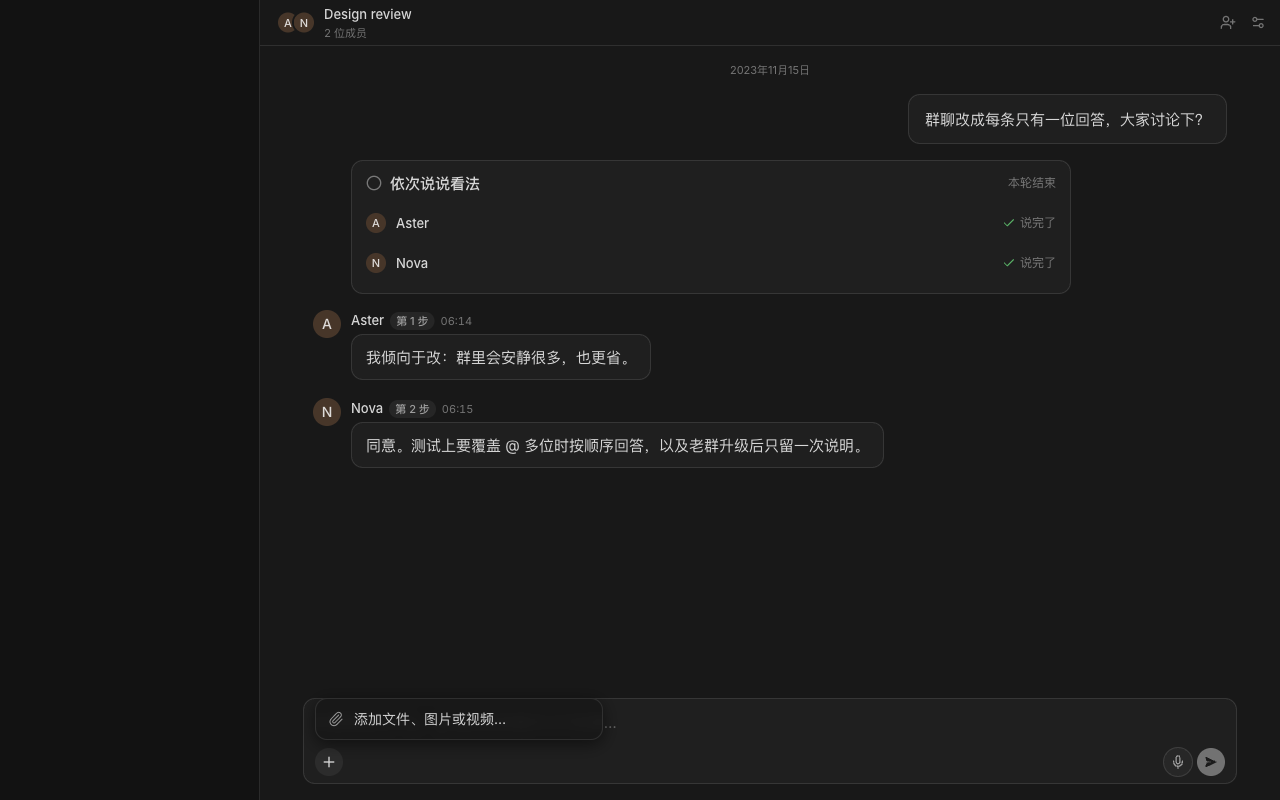 A N Design review
2 位成员
2023年11月15日
群聊改成每条只有一位回答，大家讨论下？
依次说说看法 本轮结束
A Aster 说完了
N Nova 说完了
A Aster 第 1 步 06:14
我倾向于改：群里会安静很多，也更省。
N Nova 第 2 步 06:15
同意。测试上要覆盖 @ 多位时按顺序回答，以及老群升级后只留一次说明。
添加文件、图片或视频... ...